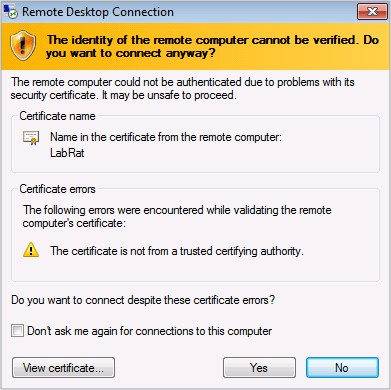 Remote Desktop Connection
The identity of the remote computer cannot be verified. Do
you want to connect anyway?
The remote computer could not be authenticated due to problems with its
security certificate. It may be unsafe to proceed.
Certificate name
Name in the certificate from the remote computer:
LabRat
Certificate errors
The following errors were encountered while validating the remote
computer's certificate:
The certificate is not from a trusted certifying authority.
Do you want to connect despite these certificate errors?
Don't ask me again for connections to this computer
View certificate...
Yes
No